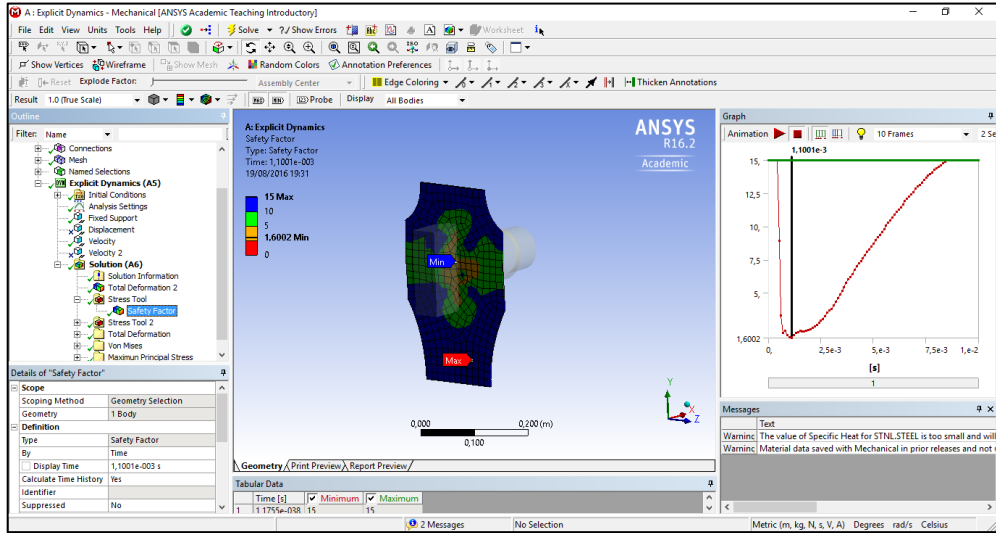 A : Explicit Dynamics - Mechanical [ANSYS Academic Teaching Introductory]
File Edit View Units Tools Help Solve ?/ Show Errors Worksheet
Show Vertices Wireframe Show Mesh Random Colors Annotation Preferences
Reset Explode Factor: Assembly Center Edge Coloring Thicken Annotations
Result 1.0 (True Scale) Probe Display All Bodies
Outline
Filter: Name
Connections
Mesh
Named Selections
Explicit Dynamics (A5)
Initial Conditions
Analysis Settings
Fixed Support
Displacement
Velocity
Velocity 2
Solution (A6)
Solution Information
Total Deformation 2
Stress Tool
Safety Factor
Stress Tool 2
Total Deformation
Von Mises
Maximun Principal Stress
Details of "Safety Factor"
Scope
Scoping Method Geometry Selection
Geometry 1 Body
Definition
Type Safety Factor
By Time
Display Time 1,1001e-003 s
Calculate Time History Yes
Identifier
Suppressed No
A: Explicit Dynamics
Safety Factor
Type: Safety Factor
Time: 1,1001e-003
19/08/2016 19:31
15 Max
10
5
1,6002 Min
0
ANSYS
R16.2
Academic
Min
Max
Y
X
Z
0,000 0,200 (m)
0,100
Geometry Print Preview Report Preview
Tabular Data
Time [s] Minimum Maximum
1 1,1755e-038 15 15
Graph
Animation 10 Frames 2 Se
1,1001e-3
15,
12,5
10,
7,5
5,
1,6002
0, 2,5e-3 5,e-3 7,5e-3 1,e-2
[s]
1
Messages
Text
Warninc The value of Specific Heat for STNL.STEEL is too small and will
Warninc Material data saved with Mechanical in prior releases and not
2 Messages No Selection Metric (m, kg, N, s, V, A) Degrees rad/s Celsius